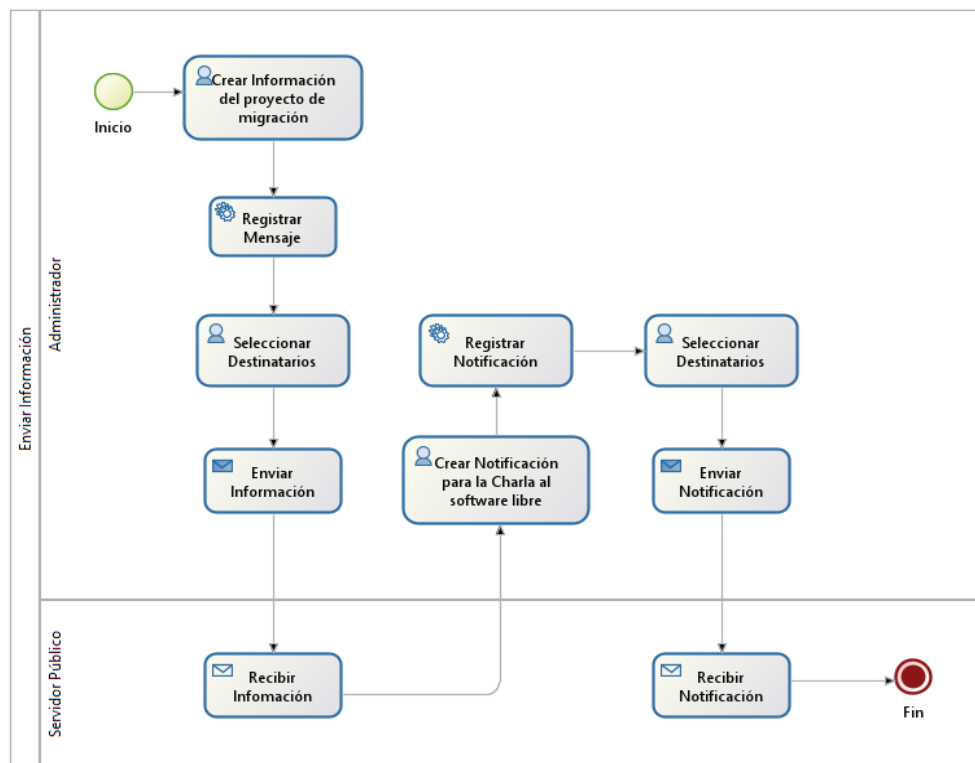 Enviar Información
Administrador
Inicio
Crear Información
del proyecto de
migración
Registrar
Mensaje
Seleccionar
Destinatarios
Enviar
Información
Registrar
Notificación
Seleccionar
Destinatarios
Crear Notificación
para la Charla al
software libre
Enviar
Notificación
Servidor Público
Recibir
Infomación
Recibir
Notificación
Fin